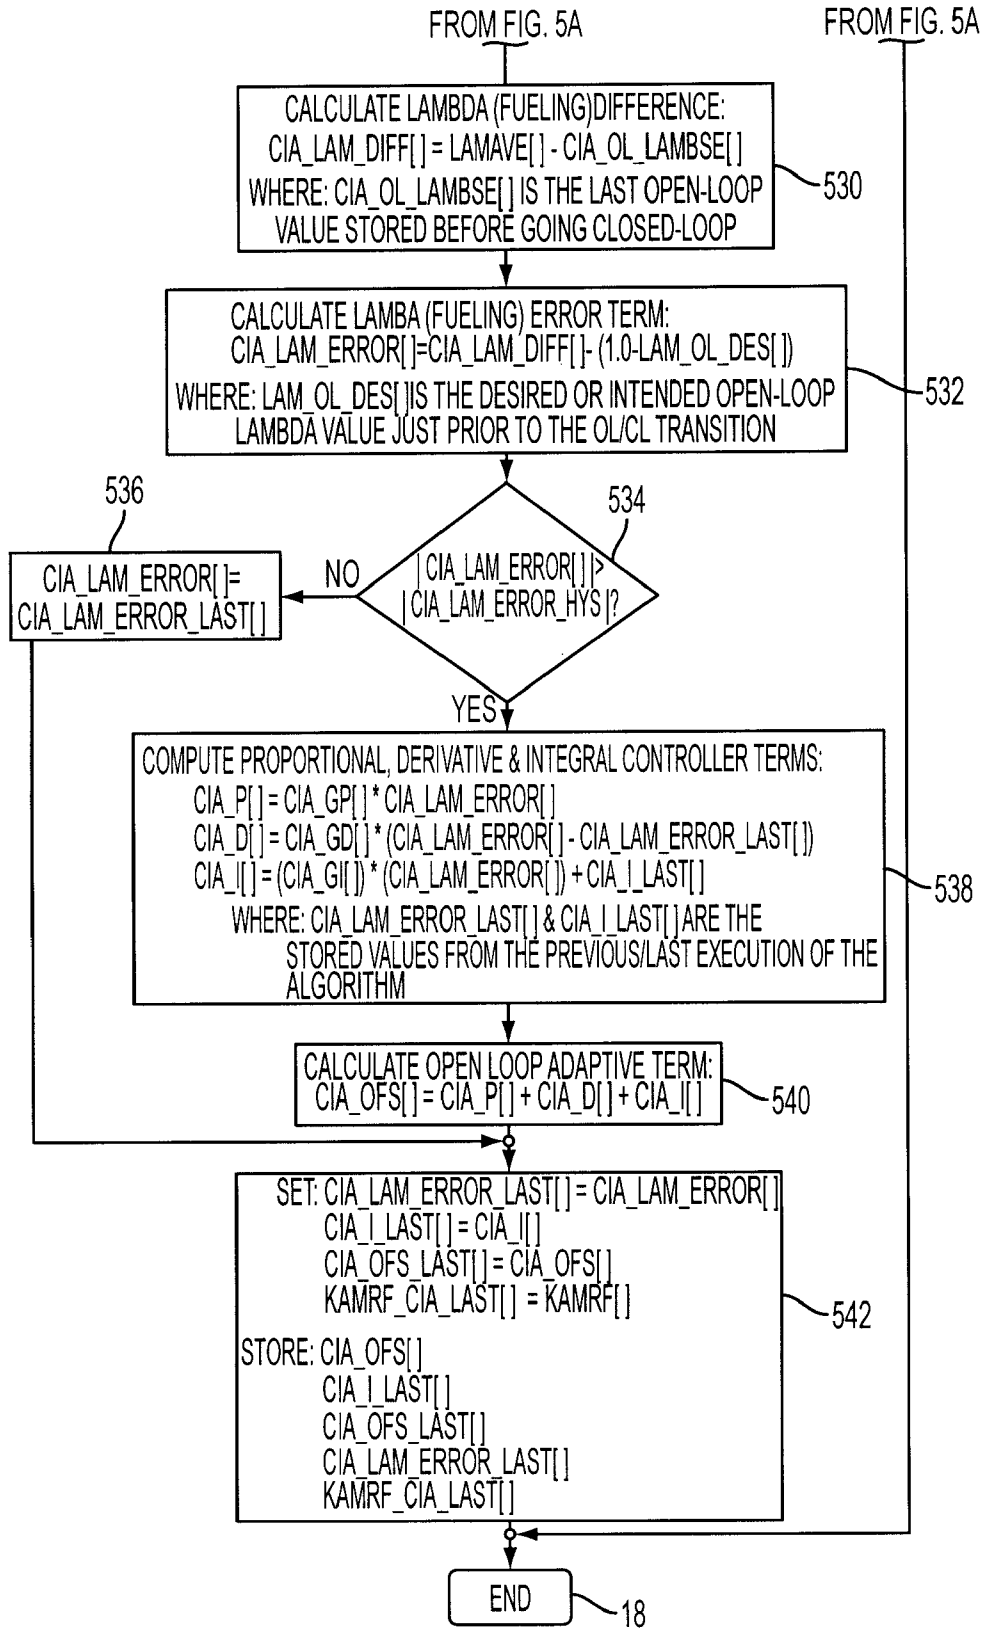 FROM FIG. 5A
FROM FIG. 5A
CALCULATE LAMBDA (FUELING)DIFFERENCE:
CIA_LAM_DIFF[ ] = LAMAVE[ ] - CIA_OL_LAMBSE[ ]
WHERE: CIA_OL_LAMBSE[ ] IS THE LAST OPEN-LOOP
VALUE STORED BEFORE GOING CLOSED-LOOP
530
CALCULATE LAMBA (FUELING) ERROR TERM:
CIA_LAM_ERROR[ ]=CIA_LAM_DIFF[ ]- (1.0-LAM_OL_DES[ ])
WHERE: LAM_OL_DES[ ]IS THE DESIRED OR INTENDED OPEN-LOOP
LAMBDA VALUE JUST PRIOR TO THE OL/CL TRANSITION
532
536
534
CIA_LAM_ERROR[ ]=
CIA_LAM_ERROR_LAST[ ]
NO
| CIA_LAM_ERROR[ ] |>
| CIA_LAM_ERROR_HYS |?
YES
COMPUTE PROPORTIONAL, DERIVATIVE & INTEGRAL CONTROLLER TERMS:
CIA_P[ ] = CIA_GP[ ] * CIA_LAM_ERROR[ ]
CIA_D[ ] = CIA_GD[ ] * (CIA_LAM_ERROR[ ] - CIA_LAM_ERROR_LAST[ ])
CIA_I[ ] = (CIA_GI[ ]) * (CIA_LAM_ERROR[ ]) + CIA_I_LAST[ ]
WHERE: CIA_LAM_ERROR_LAST[ ] & CIA_I_LAST[ ] ARE THE
STORED VALUES FROM THE PREVIOUS/LAST EXECUTION OF THE
ALGORITHM
538
CALCULATE OPEN LOOP ADAPTIVE TERM:
CIA_OFS[ ] = CIA_P[ ] + CIA_D[ ] + CIA_I[ ]
540
SET: CIA_LAM_ERROR_LAST[ ] = CIA_LAM_ERROR[ ]
CIA_I_LAST[ ] = CIA_I[ ]
CIA_OFS_LAST[ ] = CIA_OFS[ ]
KAMRF_CIA_LAST[ ] = KAMRF[ ]
STORE: CIA_OFS[ ]
CIA_I_LAST[ ]
CIA_OFS_LAST[ ]
CIA_LAM_ERROR_LAST[ ]
KAMRF_CIA_LAST[ ]
542
END
18